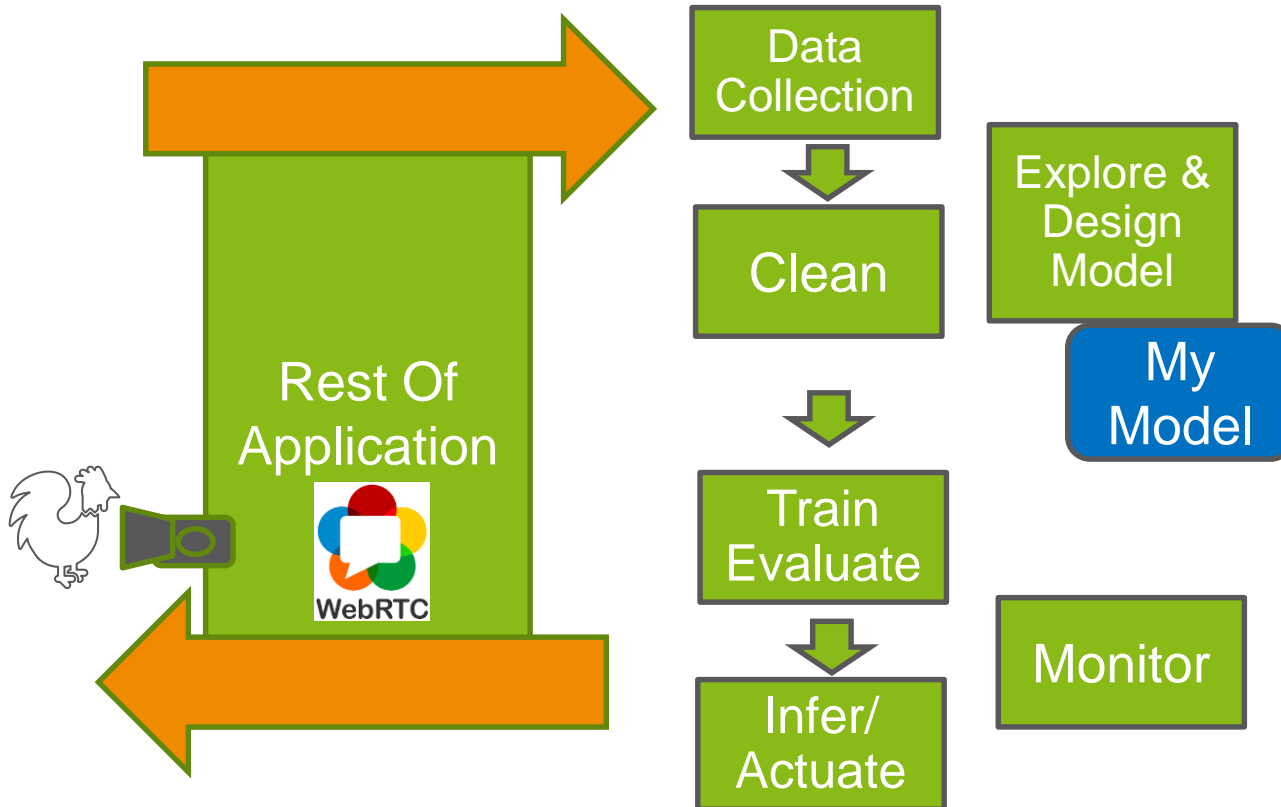 Data
Collection
Explore &
Design
Model
Clean
My
Model
Rest Of
Application
WebRTC
Train
Evaluate
Monitor
Infer/
Actuate